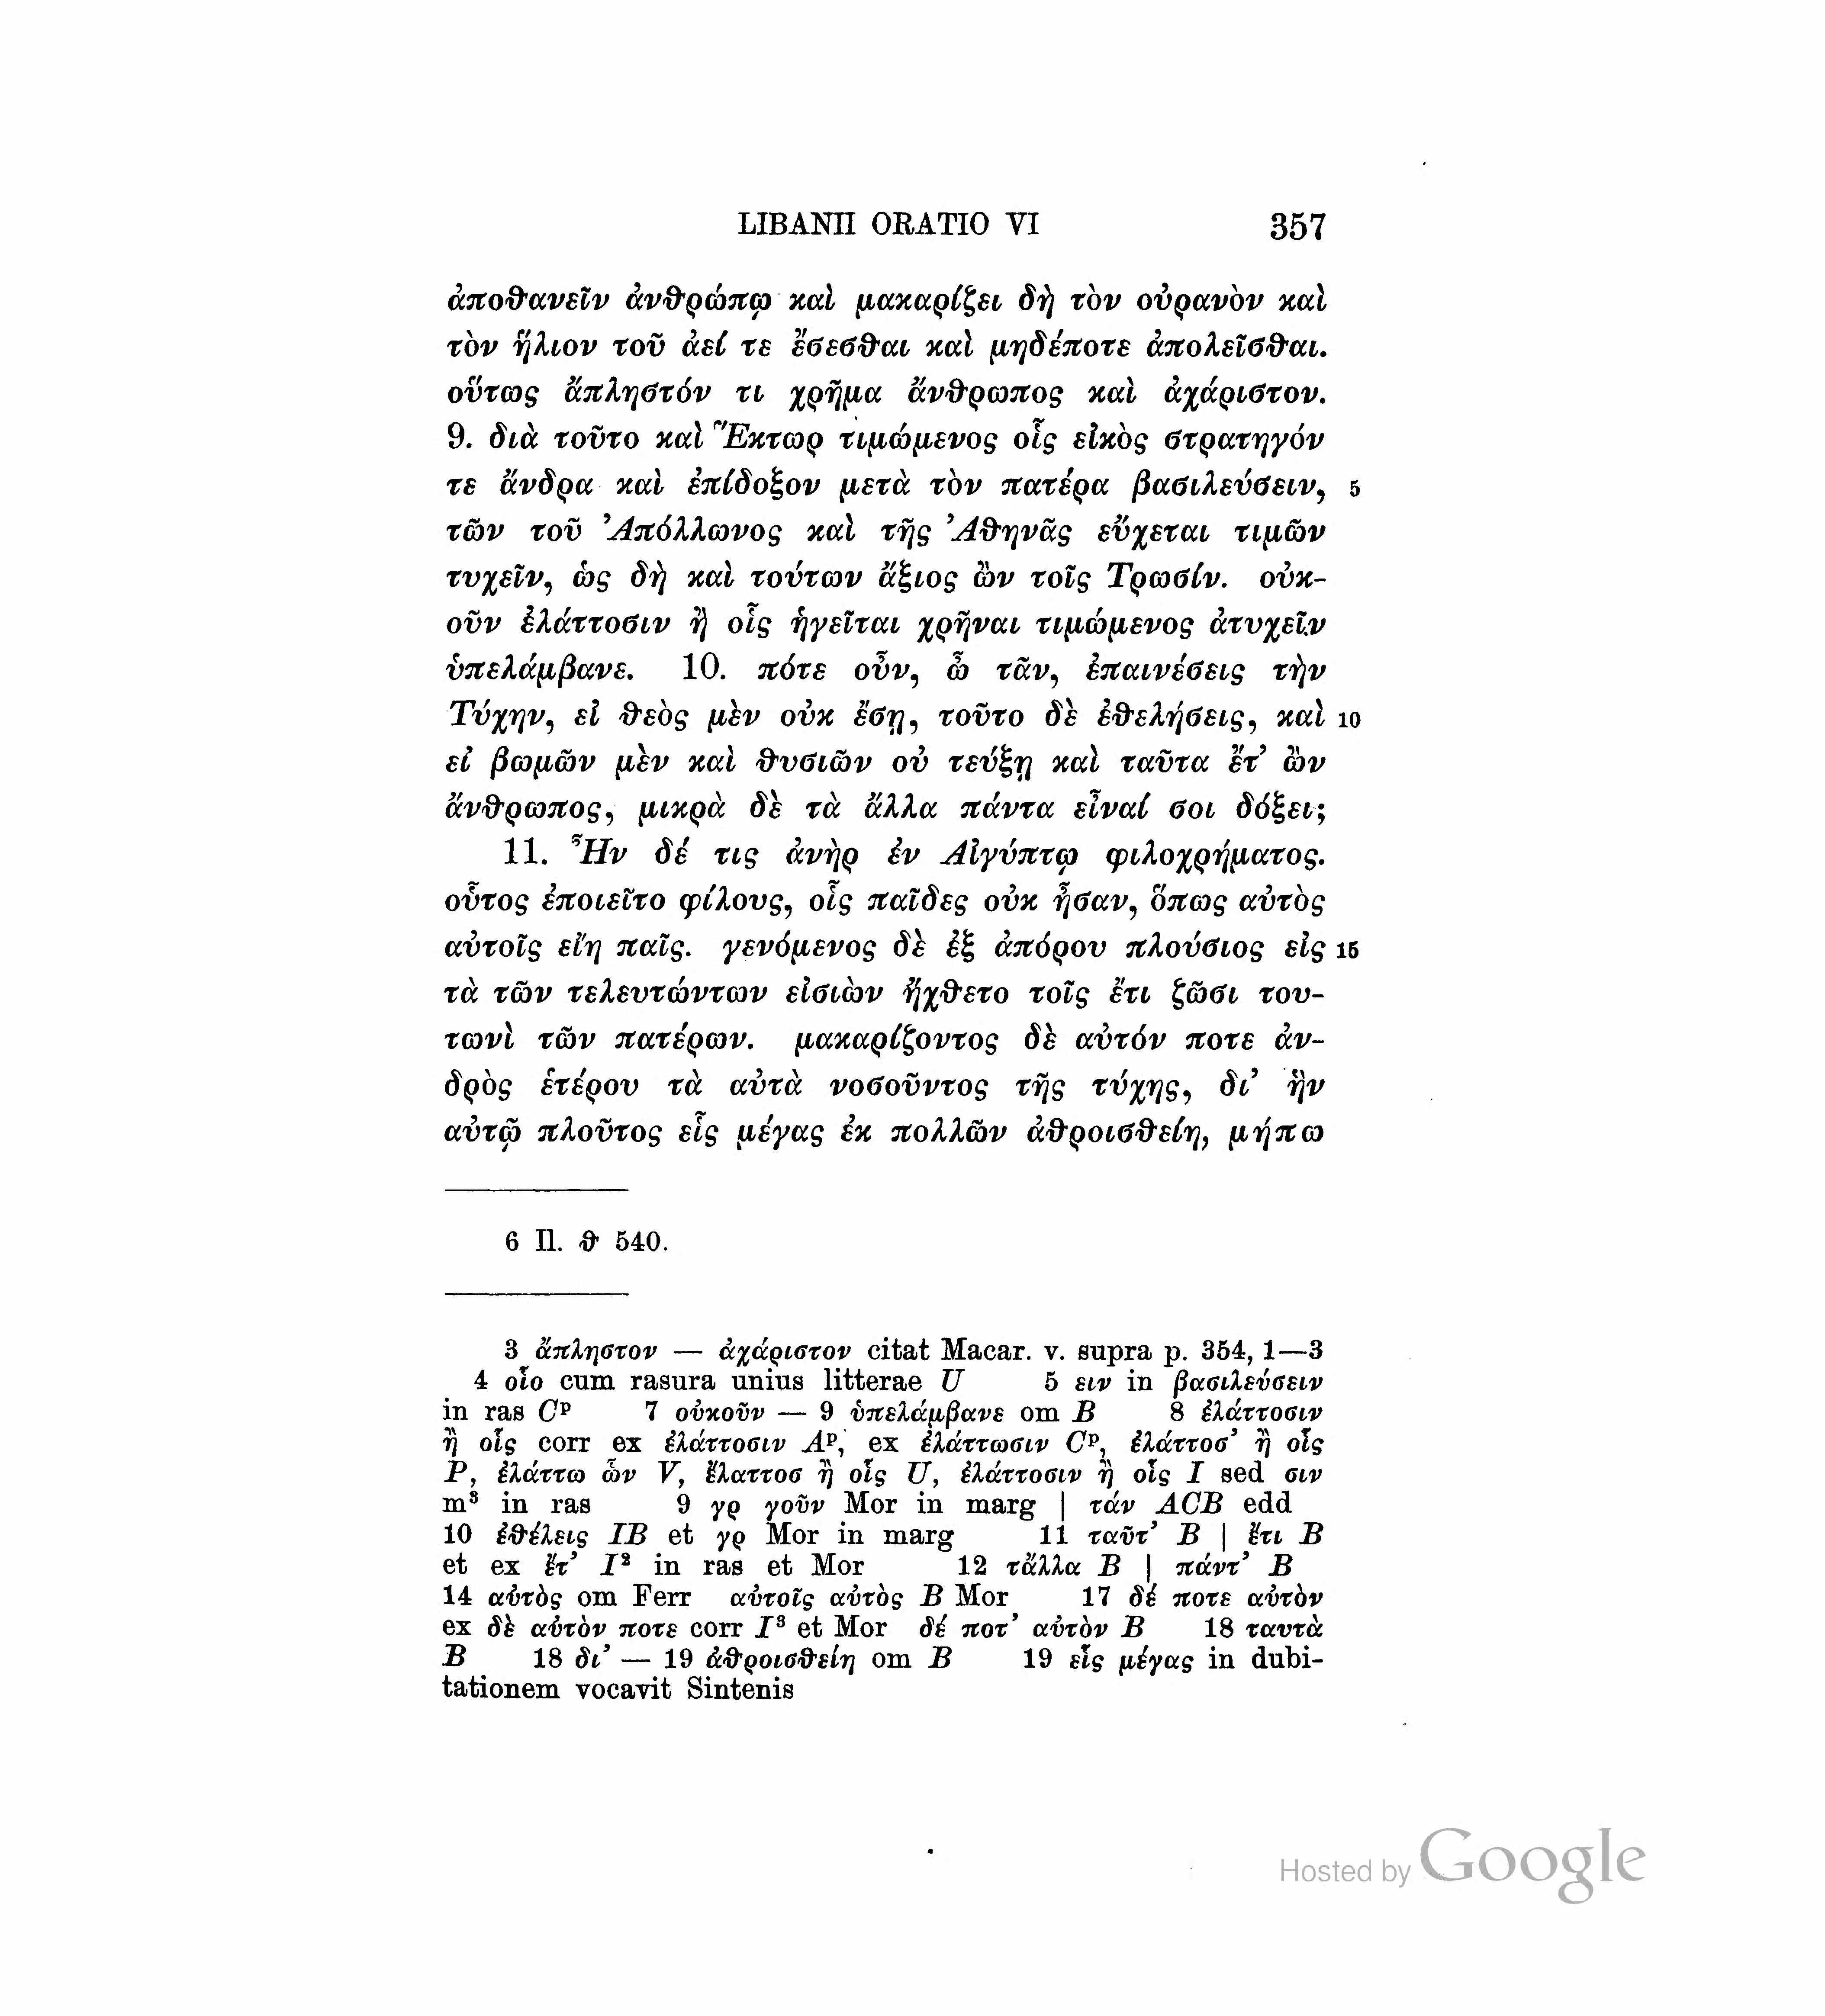 LIBANII ORATIO VI 357
ἀποθανεῖν ἀνθρώπῳ καὶ μακαρίζει δὴ τὸν οὐρανὸν καὶ
τὸν ἥλιον τοῦ ἀεί τε ἔσεσθαι καὶ μηδέποτε ἀπολεῖσθαι.
οὕτως ἄπληστόν τι χρῆμα ἄνθρωπος καὶ ἀχάριστον.
9. διὰ τοῦτο καὶ Ἕκτωρ τιμώμενος οἷς εἰκὸς στρατηγόν
τε ἄνδρα καὶ ἐπίδοξον μετὰ τὸν πατέρα βασιλεύσειν, 5
τῶν τοῦ Ἀπόλλωνος καὶ τῆς Ἀθηνᾶς εὔχεται τιμῶν
τυχεῖν, ὡς δὴ καὶ τούτων ἄξιος ὢν τοῖς Τρωσίν. οὐκ-
οῦν ἐλάττοσιν ἢ οἷς ἡγεῖται χρῆναι τιμώμενος ἀτυχεῖν
ὑπελάμβανε. 10. πότε οὖν, ὦ τᾶν, ἐπαινέσεις τὴν
Τύχην, εἰ θεὸς μὲν οὐκ ἔσῃ, τοῦτο δὲ ἐθελήσεις, καὶ 10
εἰ βωμῶν μὲν καὶ θυσιῶν οὐ τεύξῃ καὶ ταῦτα ἔτ᾽ ὢν
ἄνθρωπος, μικρὰ δὲ τὰ ἄλλα πάντα εἶναί σοι δόξει;
11. Ἦν δέ τις ἀνὴρ ἐν Αἰγύπτῳ φιλοχρήματος.
οὗτος ἐποιεῖτο φίλους, οἷς παῖδες οὐκ ἦσαν, ὅπως αὐτὸς
αὐτοῖς εἴη παῖς. γενόμενος δὲ ἐξ ἀπόρου πλούσιος εἰς 15
τὰ τῶν τελευτώντων εἰσιὼν ἤχθετο τοῖς ἔτι ζῶσι του-
τωνὶ τῶν πατέρων. μακαρίζοντος δὲ αὐτόν ποτε ἀν-
δρὸς ἑτέρου τὰ αὐτὰ νοσοῦντος τῆς τύχης, δι᾽ ἣν
αὐτῷ πλοῦτος εἷς μέγας ἐκ πολλῶν ἀθροισθείη, μήπω
6 Il. θ 540.
3 ἄπληστον — ἀχάριστον citat Macar. v. supra p. 354, 1—3
4 οἷο cum rasura unius litterae U 5 ειν in βασιλεύσειν
in ras Cᵖ 7 οὐκοῦν — 9 ὑπελάμβανε om B 8 ἐλάττοσιν
ἢ οἷς corr ex ἐλάττοσιν Aᵖ, ex ἐλάττωσιν Cᵖ, ἐλάττοσ᾽ ἢ οἷς
P, ἐλάττω ὧν V, ἔλαττοσ ἢ οἷς U, ἐλάττοσιν ἢ οἷς I sed σιν
m³ in ras 9 γρ γοῦν Mor in marg | τάν ACB edd
10 ἐθέλεις IB et γρ Mor in marg 11 ταῦτ᾽ B | ἔτι B
et ex ἔτ᾽ I² in ras et Mor 12 τἄλλα B | πάντ᾽ B
14 αὐτὸς om Ferr αὐτοῖς αὐτὸς B Mor 17 δέ ποτε αὐτὸν
ex δὲ αὐτὸν ποτε corr I³ et Mor δέ ποτ᾽ αὐτὸν B 18 ταυτὰ
B 18 δι᾽ — 19 ἀθροισθείη om B 19 εἷς μέγας in dubi-
tationem vocavit Sintenis
Hosted by Google